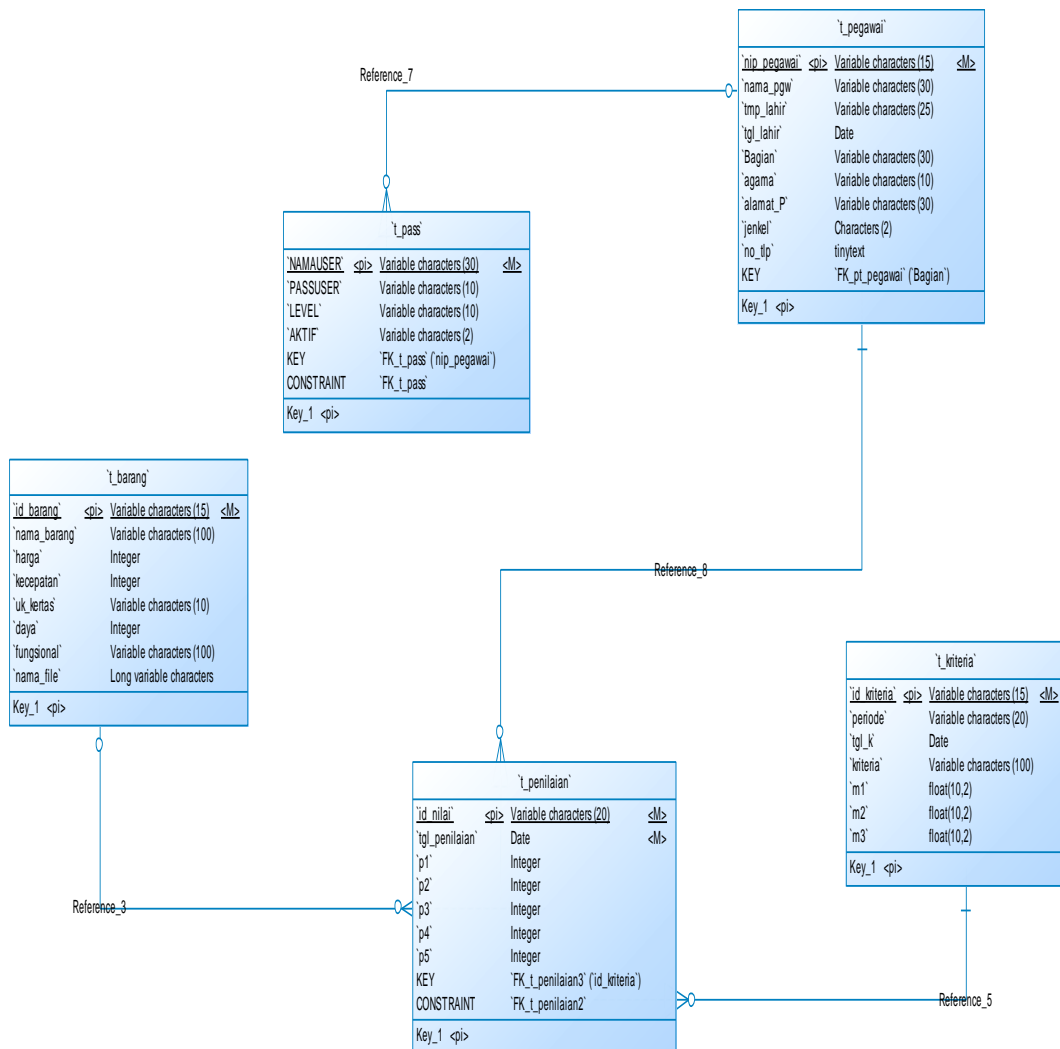 `t_pegawai`
`nip_pegawai` <pi> Variable characters (15) <M>
`nama_pgw` Variable characters (30)
`tmp_lahir` Variable characters (25)
`tgl_lahir` Date
`Bagian` Variable characters (30)
`agama` Variable characters (10)
`alamat_P` Variable characters (30)
`jenkel` Characters (2)
`no_tlp` tinytext
KEY `FK_pt_pegawai` (`Bagian`)
Key_1 <pi>
Reference_7
`t_pass`
`NAMAUSER` <pi> Variable characters (30) <M>
`PASSUSER` Variable characters (10)
`LEVEL` Variable characters (10)
`AKTIF` Variable characters (2)
KEY `FK_t_pass` (`nip_pegawai`)
CONSTRAINT `FK_t_pass`
Key_1 <pi>
`t_barang`
`id_barang` <pi> Variable characters (15) <M>
`nama_barang` Variable characters (100)
`harga` Integer
`kecepatan` Integer
`uk_kertas` Variable characters (10)
`daya` Integer
`fungsional` Variable characters (100)
`nama_file` Long variable characters
Key_1 <pi>
Reference_8
`t_kriteria`
`id_kriteria` <pi> Variable characters (15) <M>
`periode` Variable characters (20)
`tgl_k` Date
`kriteria` Variable characters (100)
`m1` float(10,2)
`m2` float(10,2)
`m3` float(10,2)
Key_1 <pi>
`t_penilaian`
`id_nilai` <pi> Variable characters (20) <M>
`tgl_penilaian` Date <M>
`p1` Integer
`p2` Integer
`p3` Integer
`p4` Integer
`p5` Integer
KEY `FK_t_penilaian3` (`id_kriteria`)
CONSTRAINT `FK_t_penilaian2`
Key_1 <pi>
Reference_3
Reference_5